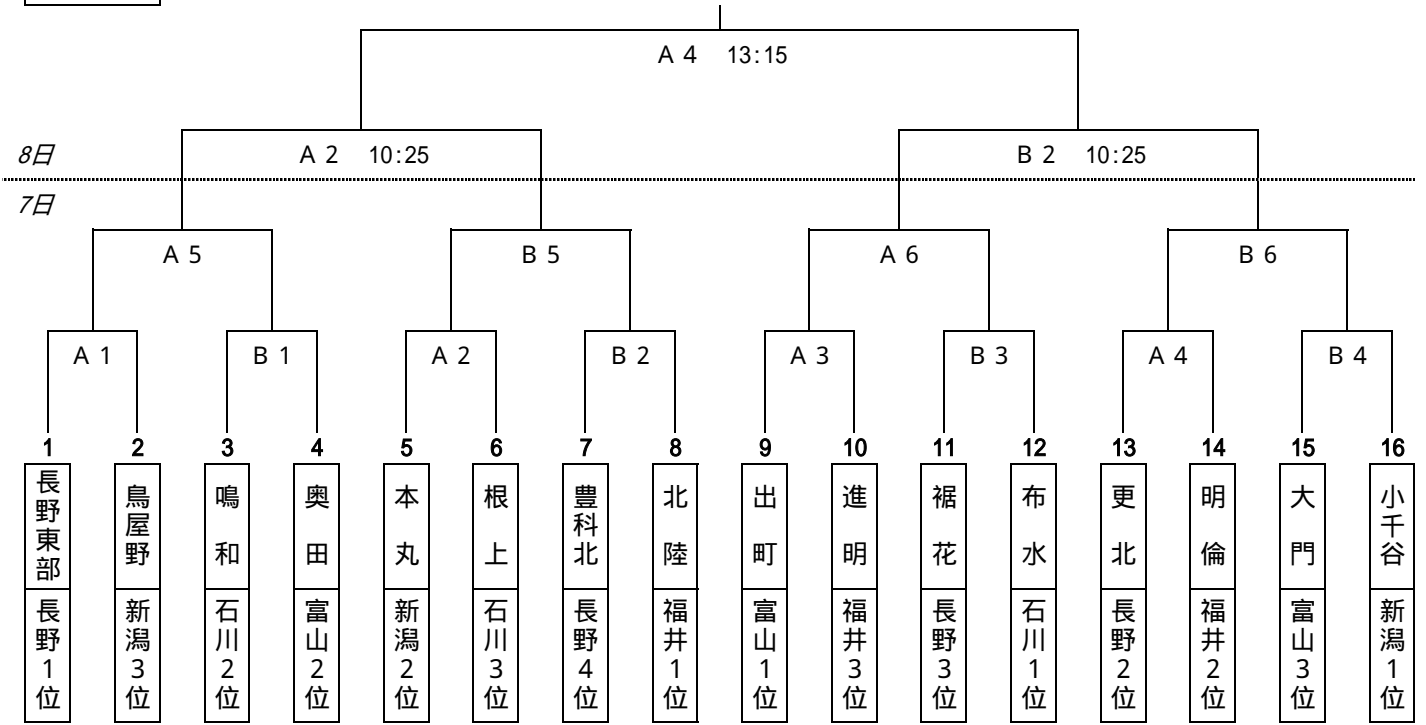 A 4 13:15
8日
A 2 10:25
B 2 10:25
7日
A 5
B 5
A 6
B 6
A 1
B 1
A 2
B 2
A 3
B 3
A 4
B 4
1
2
3
4
5
6
7
8
9
10
11
12
13
14
15
16
長野東部
鳥屋野
鳴和
奥田
本丸
根上
豊科北
北陸
出町
進明
裾花
布水
更北
明倫
大門
小千谷
長野1位
新潟3位
石川2位
富山2位
新潟2位
石川3位
長野4位
福井1位
富山1位
福井3位
長野3位
石川1位
長野2位
福井2位
富山3位
新潟1位